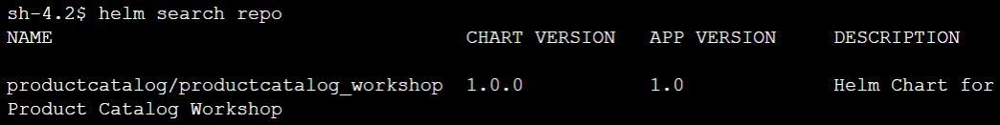 sh-4.2$ helm search repo
NAME CHART VERSION APP VERSION DESCRIPTION
productcatalog/productcatalog_workshop 1.0.0 1.0 Helm Chart for
Product Catalog Workshop